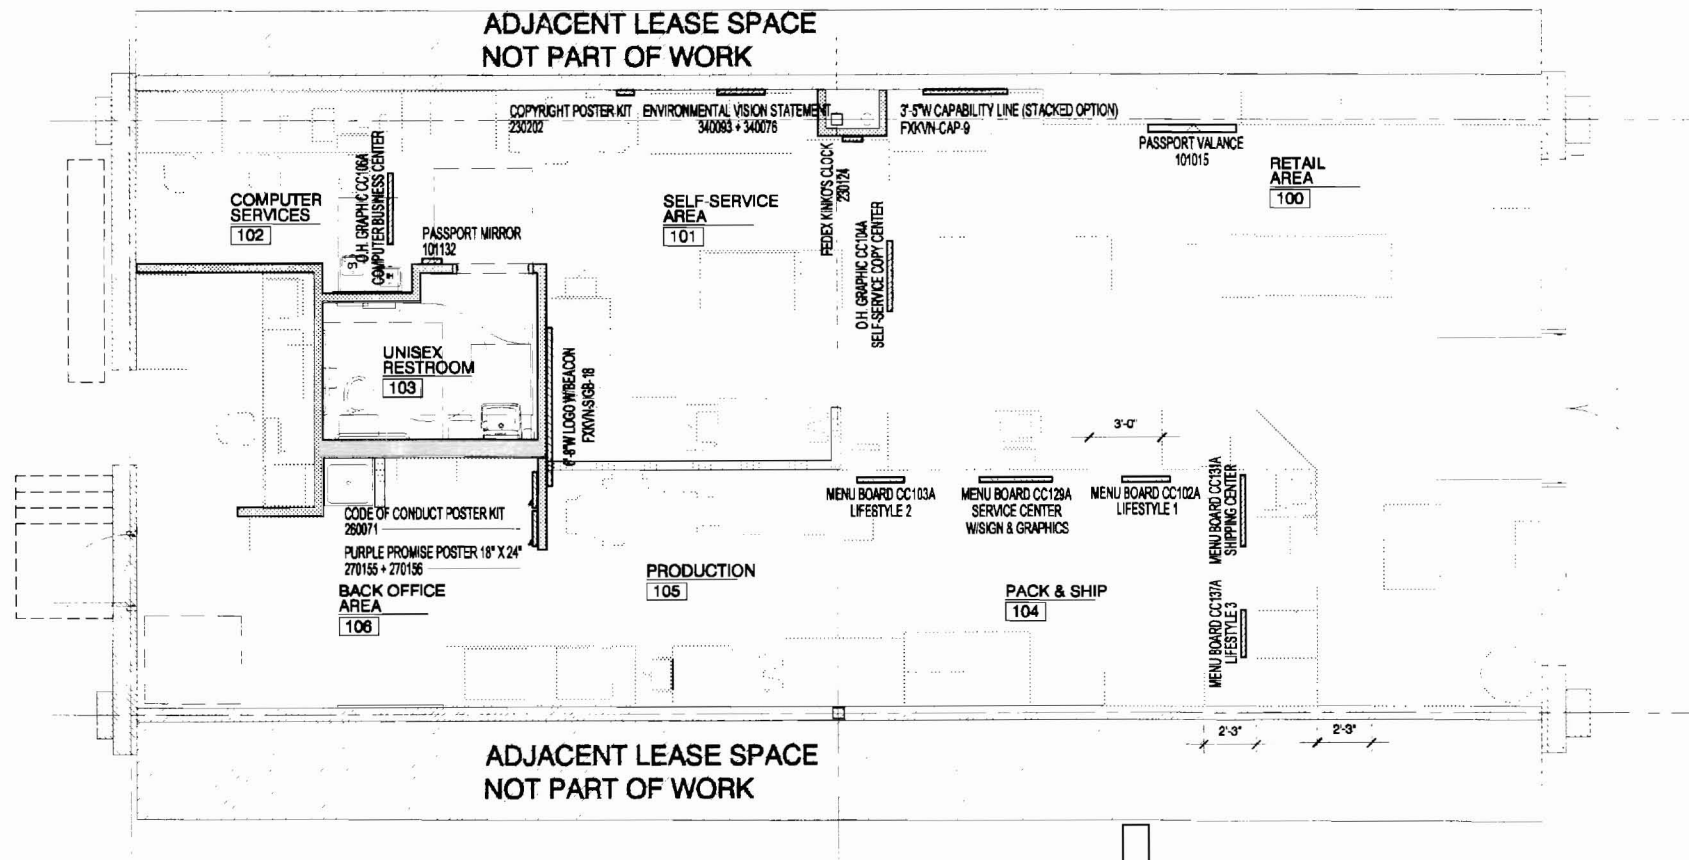 ADJACENT LEASE SPACE
NOT PART OF WORK
COPYRIGHT POSTER KIT
230202
ENVIRONMENTAL VISION STATEMENT
340093 + 340076
3'-5"W CAPABILITY LINE (STACKED OPTION)
FXKVN-CAP-9
PASSPORT VALANCE
101015
RETAIL
AREA
100
COMPUTER
SERVICES
102
O.H. GRAPHIC CC106A
COMPUTER BUSINESS CENTER
PASSPORT MIRROR
101132
SELF-SERVICE
AREA
101
FEDEX KINKO'S CLOCK
230124
O.H. GRAPHIC CC104A
SELF-SERVICE COPY CENTER
UNISEX
RESTROOM
103
6'-8"W LOGO W/BEACON
FXKVN-SIGB-18
3'-0"
MENU BOARD CC103A
LIFESTYLE 2
MENU BOARD CC129A
SERVICE CENTER
W/SIGN & GRAPHICS
MENU BOARD CC102A
LIFESTYLE 1
MENU BOARD CC131A
SHIPPING CENTER
CODE OF CONDUCT POSTER KIT
260071
PURPLE PROMISE POSTER 18" X 24"
270155 + 270156
BACK OFFICE
AREA
106
PRODUCTION
105
PACK & SHIP
104
MENU BOARD CC137A
LIFESTYLE 3
2'-3"
2'-3"
ADJACENT LEASE SPACE
NOT PART OF WORK